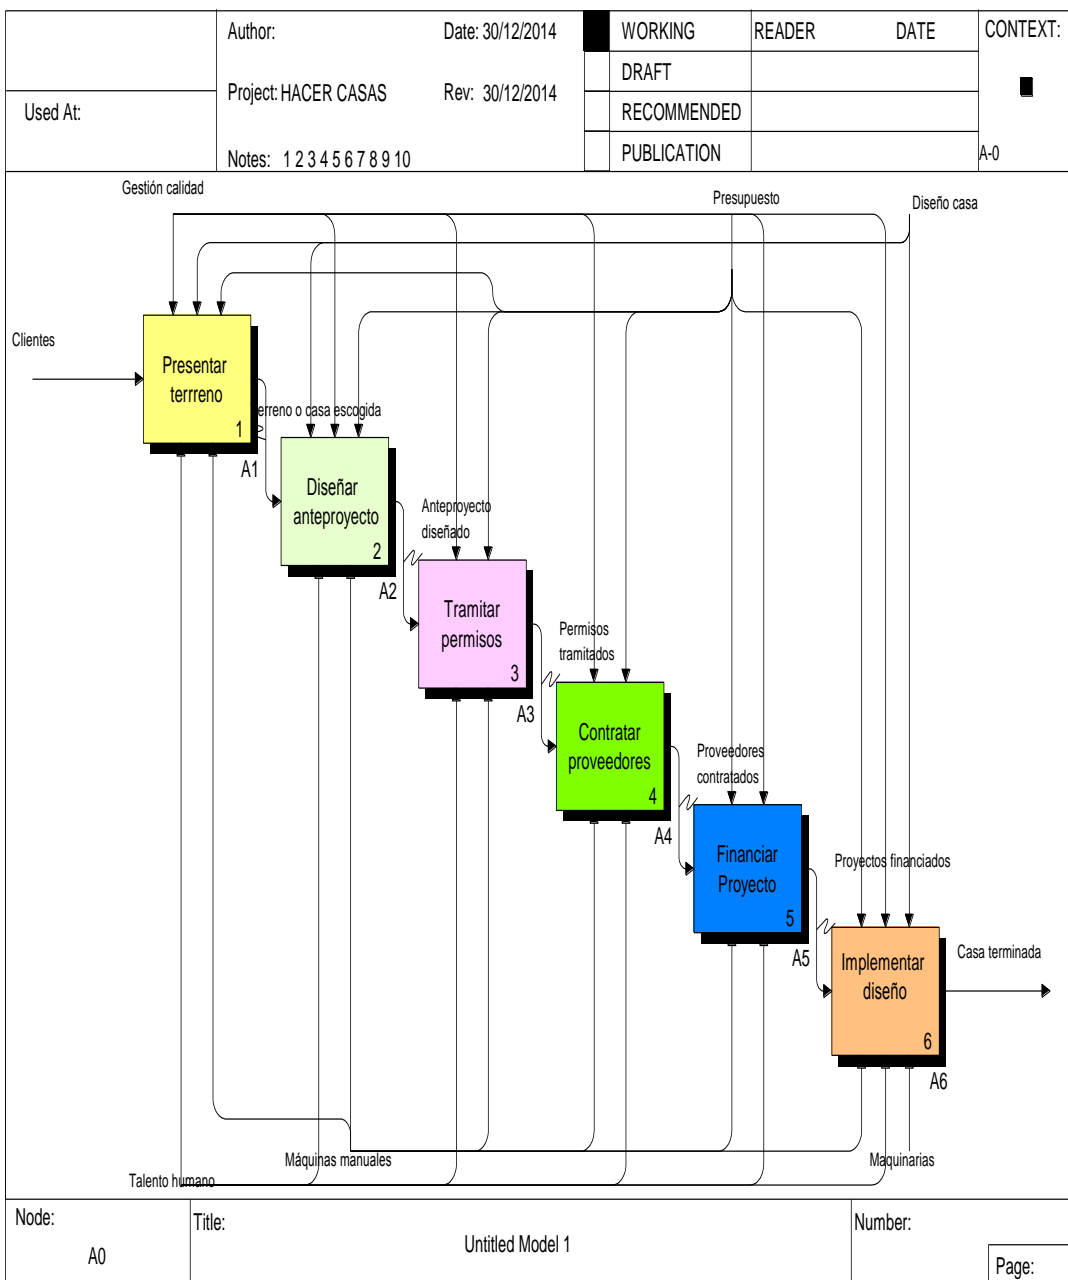 Used At:
Author:
Date: 30/12/2014
Project: HACER CASAS
Rev: 30/12/2014
Notes: 1 2 3 4 5 6 7 8 9 10
WORKING
DRAFT
RECOMMENDED
PUBLICATION
READER
DATE
CONTEXT:
A-0
Gestión calidad
Presupuesto
Diseño casa
Clientes
Presentar
terrreno
1
A1
erreno o casa escogida
Diseñar
anteproyecto
2
A2
Anteproyecto
diseñado
Tramitar
permisos
3
A3
Permisos
tramitados
Contratar
proveedores
4
A4
Proveedores
contratados
Financiar
Proyecto
5
A5
Proyectos financiados
Implementar
diseño
6
A6
Casa terminada
Máquinas manuales
Maquinarias
Talento humano
Node:
A0
Title:
Untitled Model 1
Number:
Page: